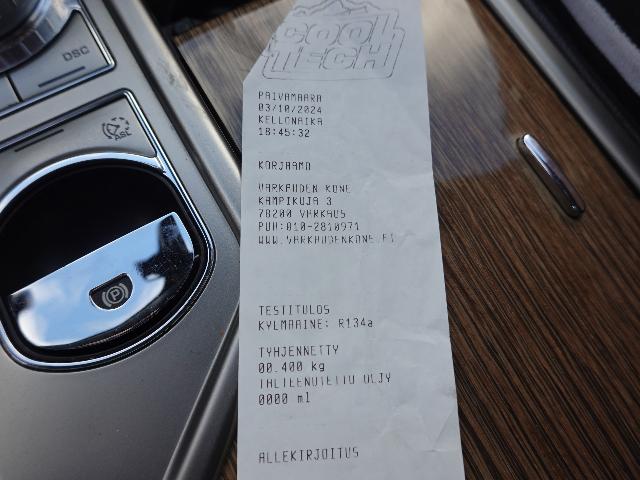 DSC
ASL
P
COOL
TECH
PAIVAMAARA
03/10/2024
KELLONAIKA
18:45:32
KORJAAMO
VARKAUDEN KONE
KAMPIKUJA 3
78200 VARKAUS
PUH:010-2810971
WWW.VARKAUDENKONE.FI
TESTITULOS
KYLMAAINE: R134a
TYHJENNETTY
00.400 kg
TALTEENOTETTU OLJY
0000 ml
ALLEKIRJOITUS